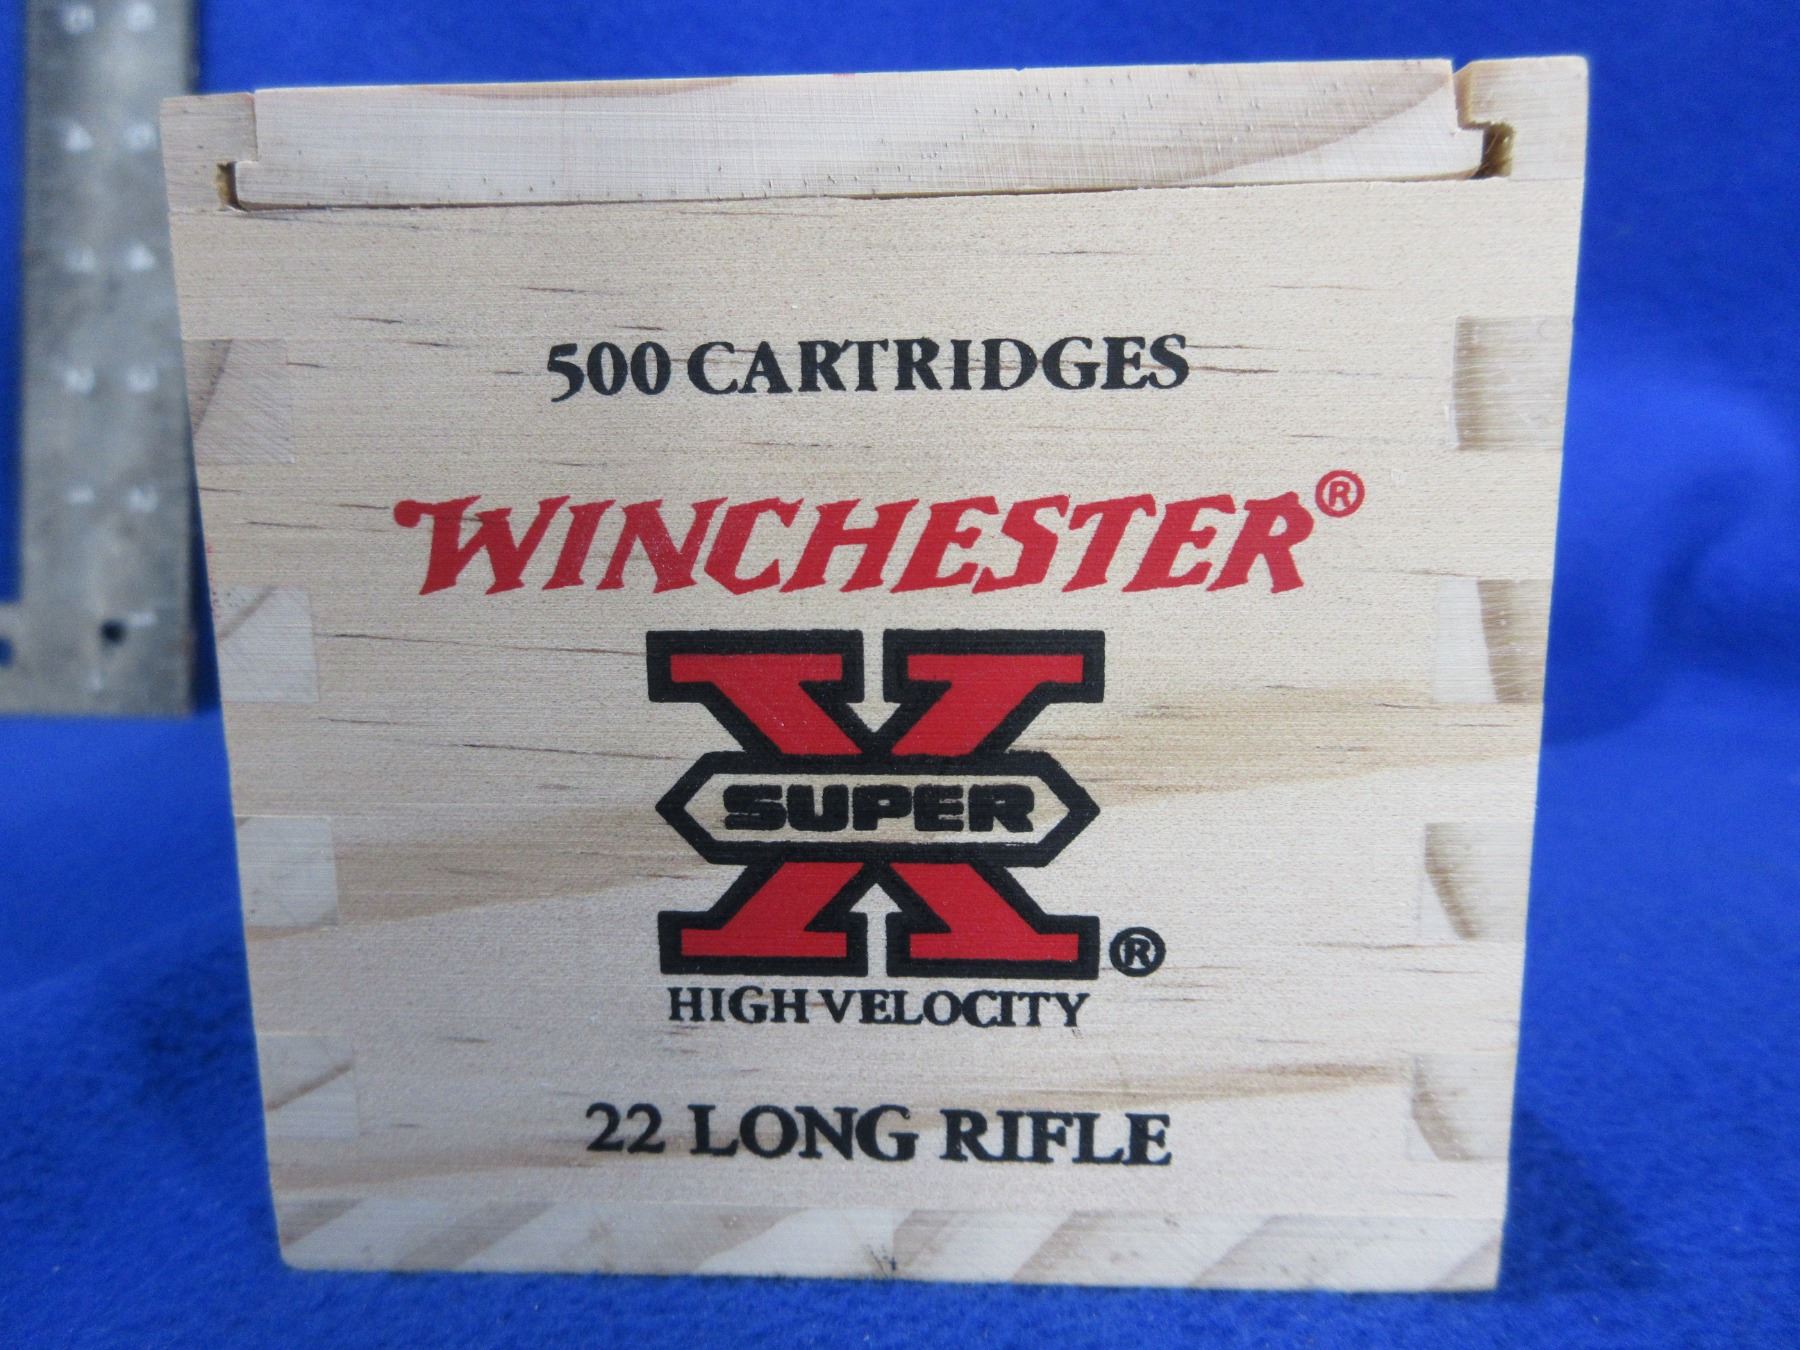 500 CARTRIDGES
WINCHESTER®
SUPER
X®
HIGH VELOCITY
22 LONG RIFLE